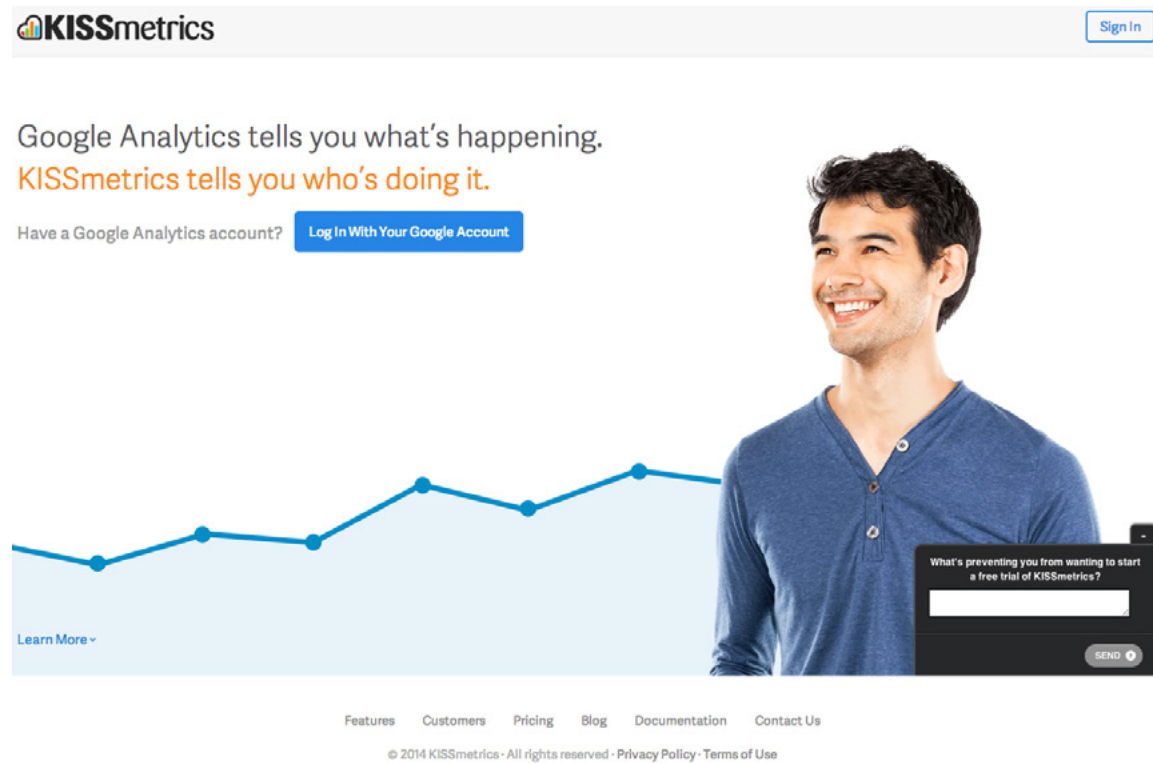 KISSmetrics
Sign In
Google Analytics tells you what's happening.
KISSmetrics tells you who's doing it.
Have a Google Analytics account?
Log In With Your Google Account
-
What's preventing you from wanting to start
a free trial of KISSmetrics?
SEND
Learn More
Features Customers Pricing Blog Documentation Contact Us
© 2014 KISSmetrics · All rights reserved · Privacy Policy · Terms of Use